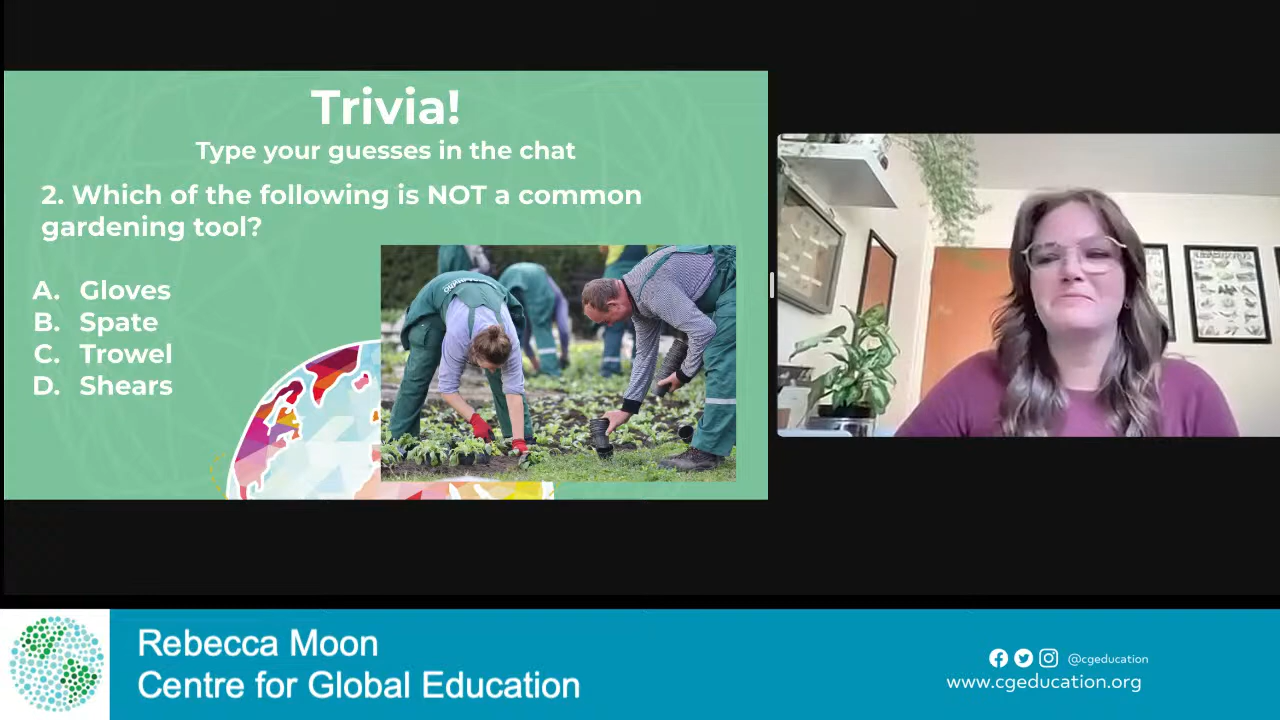 Trivia!
Type your guesses in the chat
2. Which of the following is NOT a common
gardening tool?
A. Gloves
B. Spate
C. Trowel
D. Shears
Rebecca Moon
Centre for Global Education
@cgeducation
www.cgeducation.org